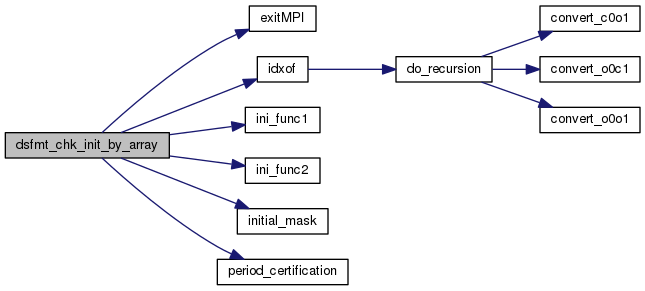 dsfmt_chk_init_by_array
exitMPI
idxof
ini_func1
ini_func2
initial_mask
period_certification
do_recursion
convert_c0o1
convert_o0c1
convert_o0o1